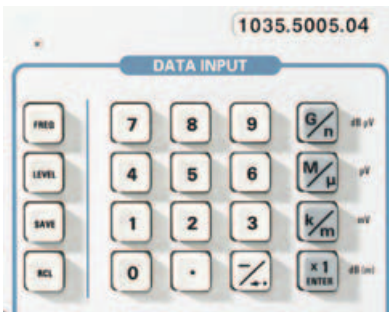 1035.5005.04
DATA INPUT
FREQ 7 8 9 G/n dB µV
LEVEL 4 5 6 M/µ µV
SAVE 1 2 3 k/m mV
RCL 0 . −/← x1 ENTER dB (m)